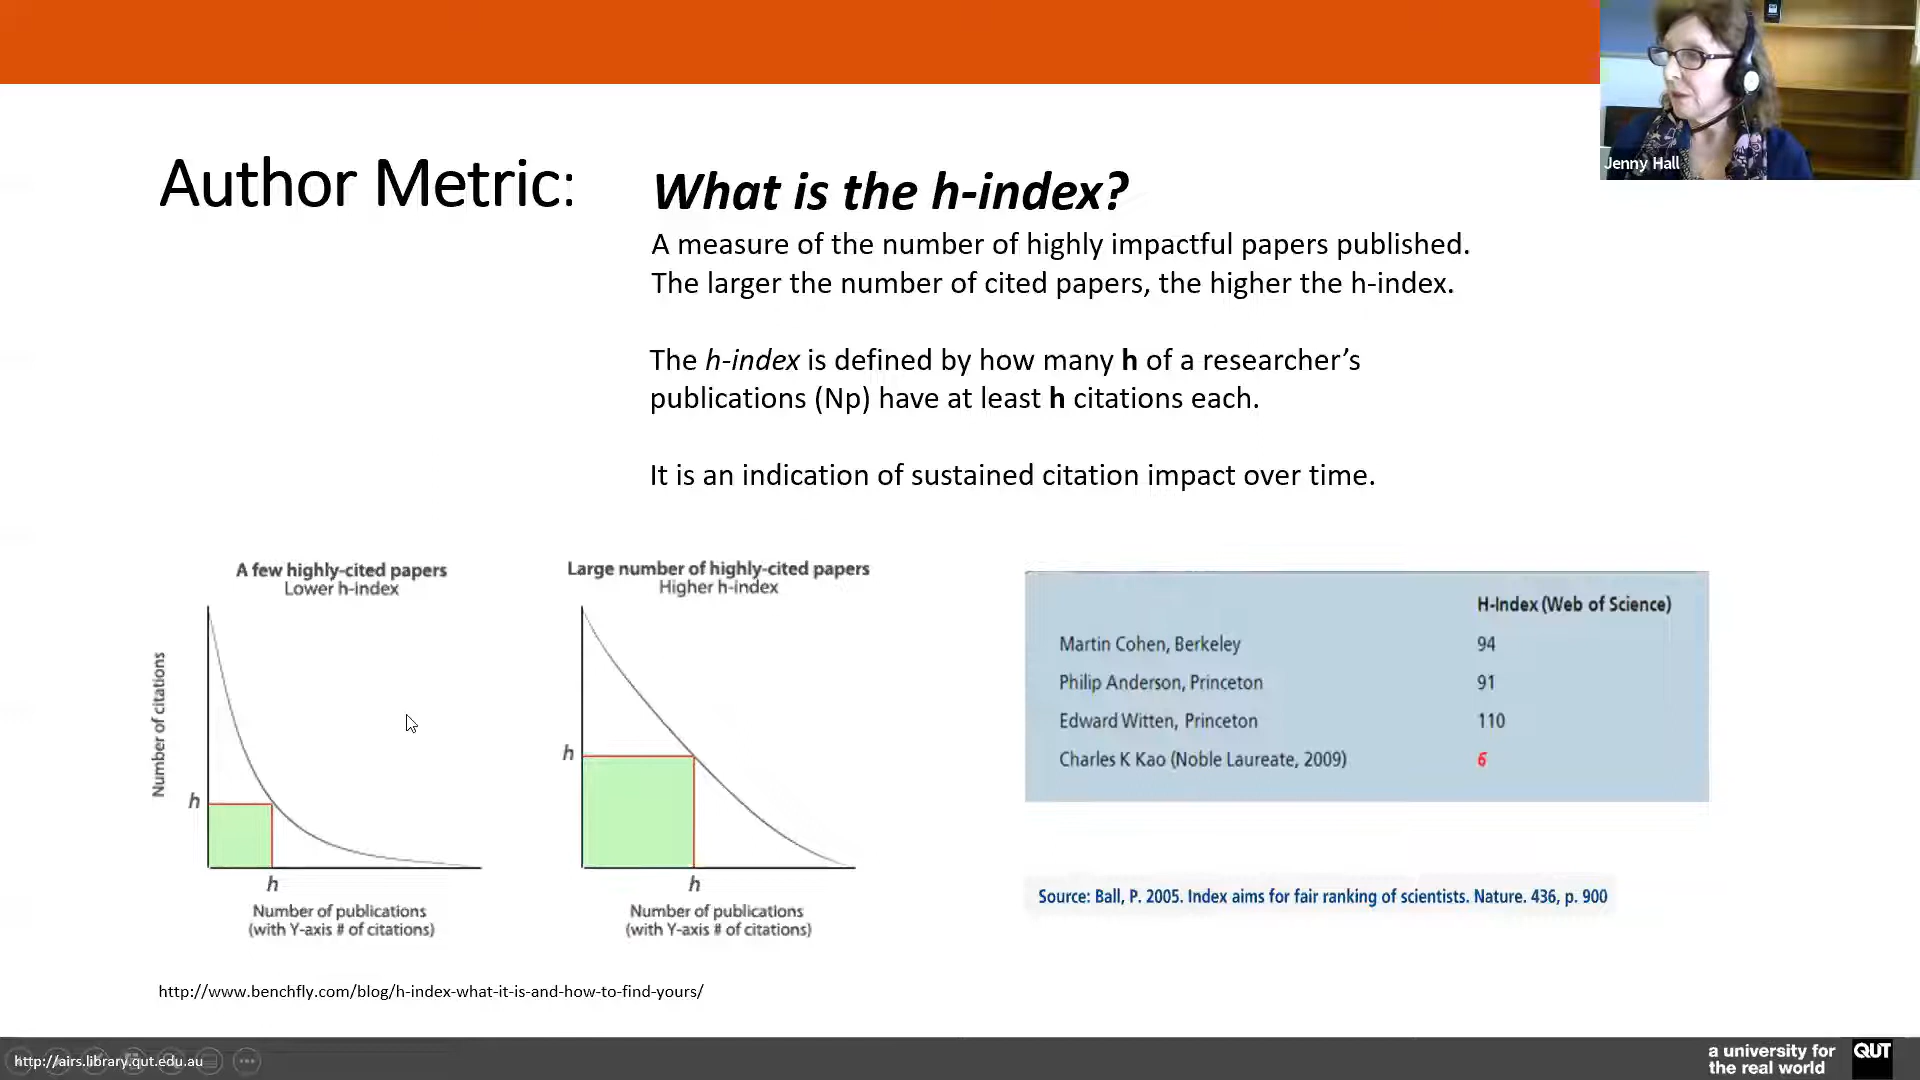 Jenny Hall
Author Metric:
What is the h-index?
A measure of the number of highly impactful papers published.
The larger the number of cited papers, the higher the h-index.
The h-index is defined by how many h of a researcher’s
publications (Np) have at least h citations each.
It is an indication of sustained citation impact over time.
A few highly-cited papers
Lower h-index
Number of citations
h
h
Number of publications
(with Y-axis # of citations)
Large number of highly-cited papers
Higher h-index
h
h
Number of publications
(with Y-axis # of citations)
H-Index (Web of Science)
Martin Cohen, Berkeley 94
Philip Anderson, Princeton 91
Edward Witten, Princeton 110
Charles K Kao (Noble Laureate, 2009) 6
Source: Ball, P. 2005. Index aims for fair ranking of scientists. Nature. 436, p. 900
http://www.benchfly.com/blog/h-index-what-it-is-and-how-to-find-yours/
http://airs.library.qut.edu.au
a university for
the real world
QUT